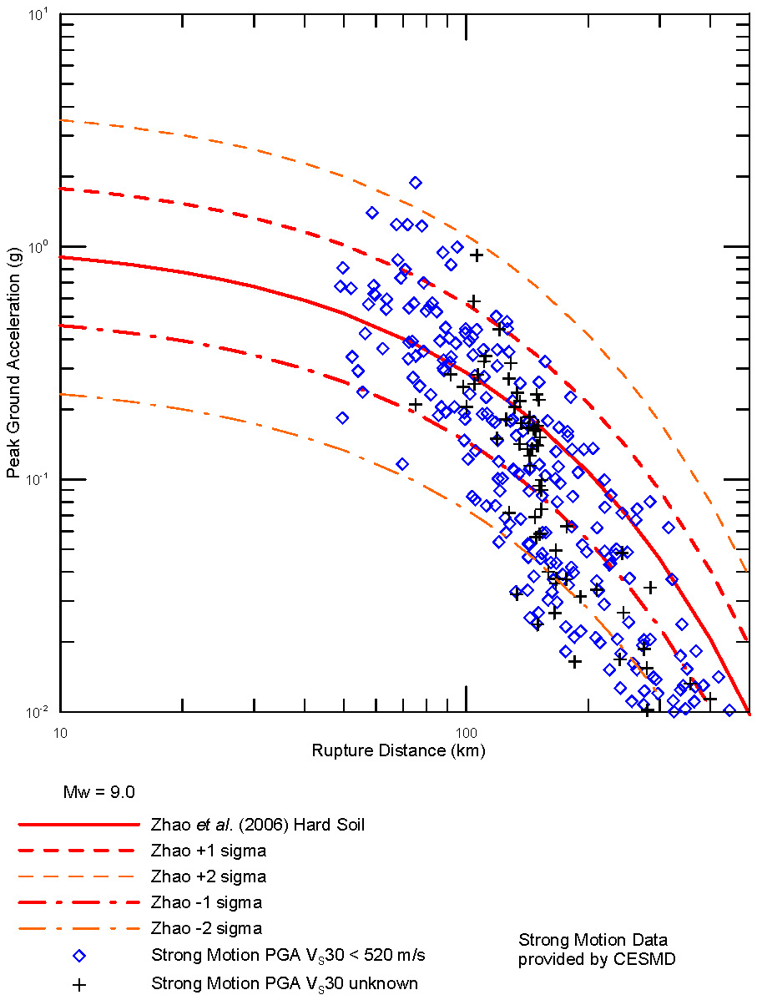 10¹
10⁰
10⁻¹
10⁻²
Peak Ground Acceleration (g)
10
100
Rupture Distance (km)
Mw = 9.0
Zhao et al. (2006) Hard Soil
Zhao +1 sigma
Zhao +2 sigma
Zhao -1 sigma
Zhao -2 sigma
Strong Motion PGA VS30 < 520 m/s
Strong Motion PGA VS30 unknown
Strong Motion Data
provided by CESMD